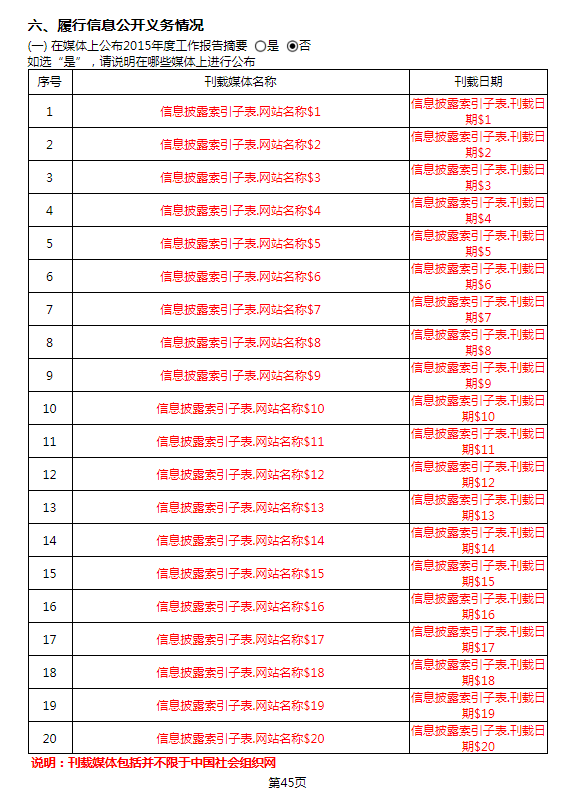 六、履行信息公开义务情况
(一) 在媒体上公布2015年度工作报告摘要 ○是 ◉否
如选“是”，请说明在哪些媒体上进行公布
序号 刊载媒体名称 刊载日期
1 信息披露索引子表.网站名称$1 信息披露索引子表.刊载日
期$1
2 信息披露索引子表.网站名称$2 信息披露索引子表.刊载日
期$2
3 信息披露索引子表.网站名称$3 信息披露索引子表.刊载日
期$3
4 信息披露索引子表.网站名称$4 信息披露索引子表.刊载日
期$4
5 信息披露索引子表.网站名称$5 信息披露索引子表.刊载日
期$5
6 信息披露索引子表.网站名称$6 信息披露索引子表.刊载日
期$6
7 信息披露索引子表.网站名称$7 信息披露索引子表.刊载日
期$7
8 信息披露索引子表.网站名称$8 信息披露索引子表.刊载日
期$8
9 信息披露索引子表.网站名称$9 信息披露索引子表.刊载日
期$9
10 信息披露索引子表.网站名称$10 信息披露索引子表.刊载日
期$10
11 信息披露索引子表.网站名称$11 信息披露索引子表.刊载日
期$11
12 信息披露索引子表.网站名称$12 信息披露索引子表.刊载日
期$12
13 信息披露索引子表.网站名称$13 信息披露索引子表.刊载日
期$13
14 信息披露索引子表.网站名称$14 信息披露索引子表.刊载日
期$14
15 信息披露索引子表.网站名称$15 信息披露索引子表.刊载日
期$15
16 信息披露索引子表.网站名称$16 信息披露索引子表.刊载日
期$16
17 信息披露索引子表.网站名称$17 信息披露索引子表.刊载日
期$17
18 信息披露索引子表.网站名称$18 信息披露索引子表.刊载日
期$18
19 信息披露索引子表.网站名称$19 信息披露索引子表.刊载日
期$19
20 信息披露索引子表.网站名称$20 信息披露索引子表.刊载日
期$20
说明：刊载媒体包括并不限于中国社会组织网
第45页